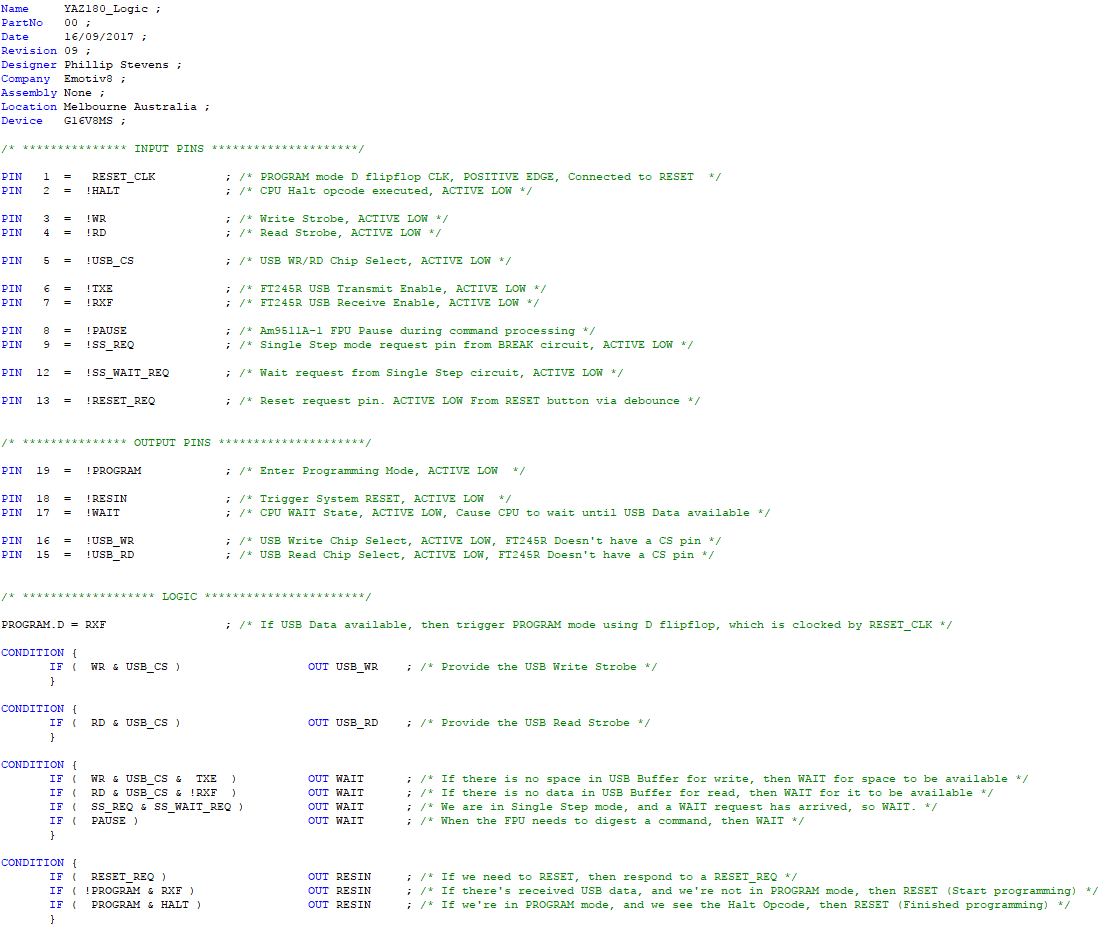 Name     YAZ180_Logic ;
PartNo   00 ;
Date     16/09/2017 ;
Revision 09 ;
Designer Phillip Stevens ;
Company  Emotiv8 ;
Assembly None ;
Location Melbourne Australia ;
Device   G16V8MS ;
/* *************** INPUT PINS *********************/
PIN   1  =   RESET_CLK          ; /* PROGRAM mode D flipflop CLK, POSITIVE EDGE, Connected to RESET  */
PIN   2  =  !HALT               ; /* CPU Halt opcode executed, ACTIVE LOW */
PIN   3  =  !WR                 ; /* Write Strobe, ACTIVE LOW */
PIN   4  =  !RD                 ; /* Read Strobe, ACTIVE LOW */
PIN   5  =  !USB_CS             ; /* USB WR/RD Chip Select, ACTIVE LOW */
PIN   6  =  !TXE                ; /* FT245R USB Transmit Enable, ACTIVE LOW */
PIN   7  =  !RXF                ; /* FT245R USB Receive Enable, ACTIVE LOW */
PIN   8  =  !PAUSE              ; /* Am9511A-1 FPU Pause during command processing */
PIN   9  =  !SS_REQ             ; /* Single Step mode request pin from BREAK circuit, ACTIVE LOW */
PIN  12  =  !SS_WAIT_REQ        ; /* Wait request from Single Step circuit, ACTIVE LOW */
PIN  13  =  !RESET_REQ          ; /* Reset request pin. ACTIVE LOW From RESET button via debounce */
/* *************** OUTPUT PINS *********************/
PIN  19  =  !PROGRAM            ; /* Enter Programming Mode, ACTIVE LOW  */
PIN  18  =  !RESIN              ; /* Trigger System RESET, ACTIVE LOW  */
PIN  17  =  !WAIT               ; /* CPU WAIT State, ACTIVE LOW, Cause CPU to wait until USB Data available */
PIN  16  =  !USB_WR             ; /* USB Write Chip Select, ACTIVE LOW, FT245R Doesn't have a CS pin */
PIN  15  =  !USB_RD             ; /* USB Read Chip Select, ACTIVE LOW, FT245R Doesn't have a CS pin */
/* ******************* LOGIC ***********************/
PROGRAM.D = RXF                 ; /* If USB Data available, then trigger PROGRAM mode using D flipflop, which is clocked by RESET_CLK */
CONDITION {
IF (  WR & USB_CS )                  OUT USB_WR    ; /* Provide the USB Write Strobe */
}
CONDITION {
IF (  RD & USB_CS )                  OUT USB_RD    ; /* Provide the USB Read Strobe */
}
CONDITION {
IF (  WR & USB_CS &  TXE  )          OUT WAIT      ; /* If there is no space in USB Buffer for write, then WAIT for space to be available */
IF (  RD & USB_CS & !RXF  )          OUT WAIT      ; /* If there is no data in USB Buffer for read, then WAIT for it to be available */
IF (  SS_REQ & SS_WAIT_REQ )         OUT WAIT      ; /* We are in Single Step mode, and a WAIT request has arrived, so WAIT. */
IF (  PAUSE )                        OUT WAIT      ; /* When the FPU needs to digest a command, then WAIT */
}
CONDITION {
IF (  RESET_REQ )                    OUT RESIN     ; /* If we need to RESET, then respond to a RESET_REQ */
IF ( !PROGRAM & RXF )                OUT RESIN     ; /* If there's received USB data, and we're not in PROGRAM mode, then RESET (Start programming) */
IF (  PROGRAM & HALT )               OUT RESIN     ; /* If we're in PROGRAM mode, and we see the Halt Opcode, then RESET (Finished programming) */
}